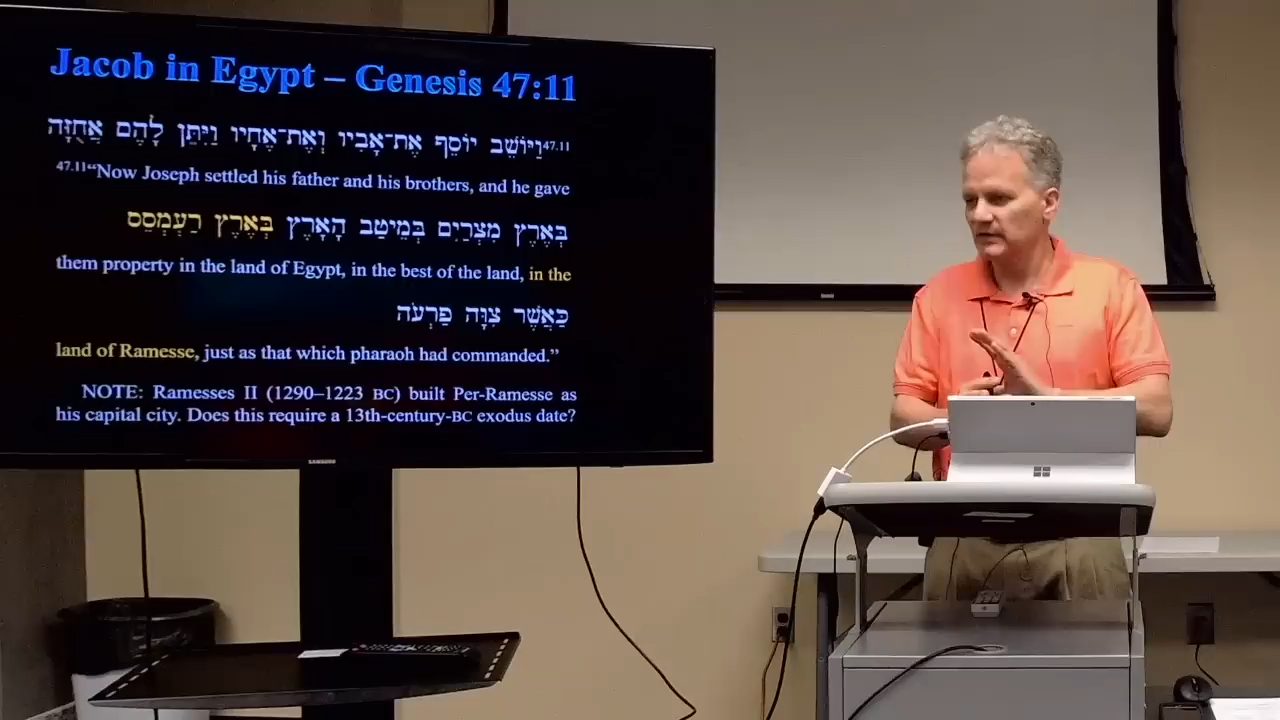 Jacob in Egypt – Genesis 47:11
47.11וַיּוֹשֵׁב יוֹסֵף אֶת־אָבִיו וְאֶת־אֶחָיו וַיִּתֵּן לָהֶם אֲחֻזָּה
47.11“Now Joseph settled his father and his brothers, and he gave
בְּאֶרֶץ מִצְרַיִם בְּמֵיטַב הָאָרֶץ בְּאֶרֶץ רַעְמְסֵס
them property in the land of Egypt, in the best of the land, in the
כַּאֲשֶׁר צִוָּה פַרְעֹה
land of Ramesse, just as that which pharaoh had commanded.”
NOTE: Ramesses II (1290–1223 BC) built Per-Ramesse as
his capital city. Does this require a 13th-century-BC exodus date?
SAMSUNG